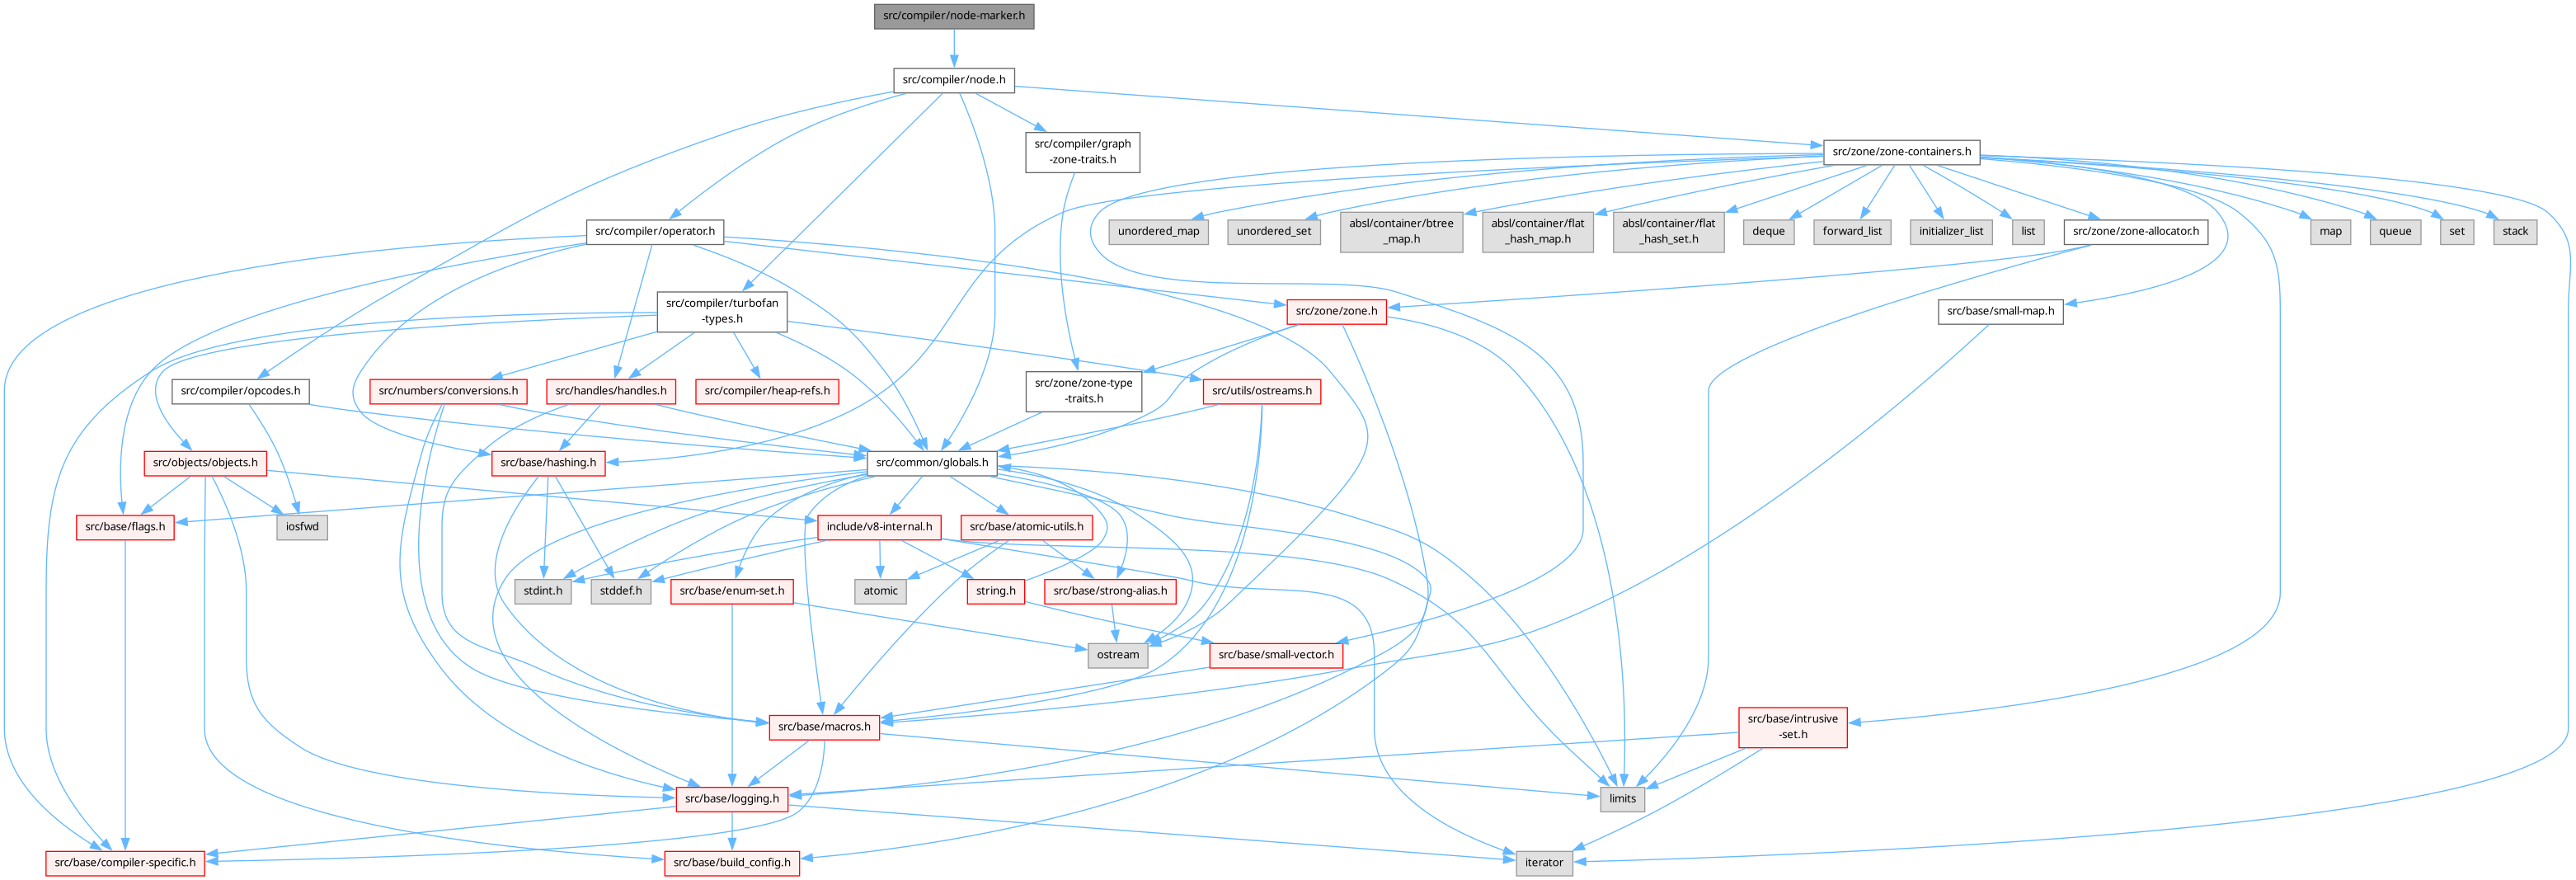 src/compiler/node-marker.h
src/compiler/node.h
src/compiler/graph
-zone-traits.h
src/zone/zone-containers.h
src/compiler/operator.h
unordered_map
unordered_set
absl/container/btree
_map.h
absl/container/flat
_hash_map.h
absl/container/flat
_hash_set.h
deque
forward_list
initializer_list
list
src/zone/zone-allocator.h
map
queue
set
stack
src/compiler/turbofan
-types.h
src/zone/zone.h
src/base/small-map.h
src/compiler/opcodes.h
src/numbers/conversions.h
src/handles/handles.h
src/compiler/heap-refs.h
src/zone/zone-type
-traits.h
src/utils/ostreams.h
src/objects/objects.h
src/base/hashing.h
src/common/globals.h
src/base/flags.h
iosfwd
include/v8-internal.h
src/base/atomic-utils.h
stdint.h
stddef.h
src/base/enum-set.h
atomic
string.h
src/base/strong-alias.h
ostream
src/base/small-vector.h
src/base/macros.h
src/base/intrusive
-set.h
src/base/logging.h
limits
src/base/compiler-specific.h
src/base/build_config.h
iterator